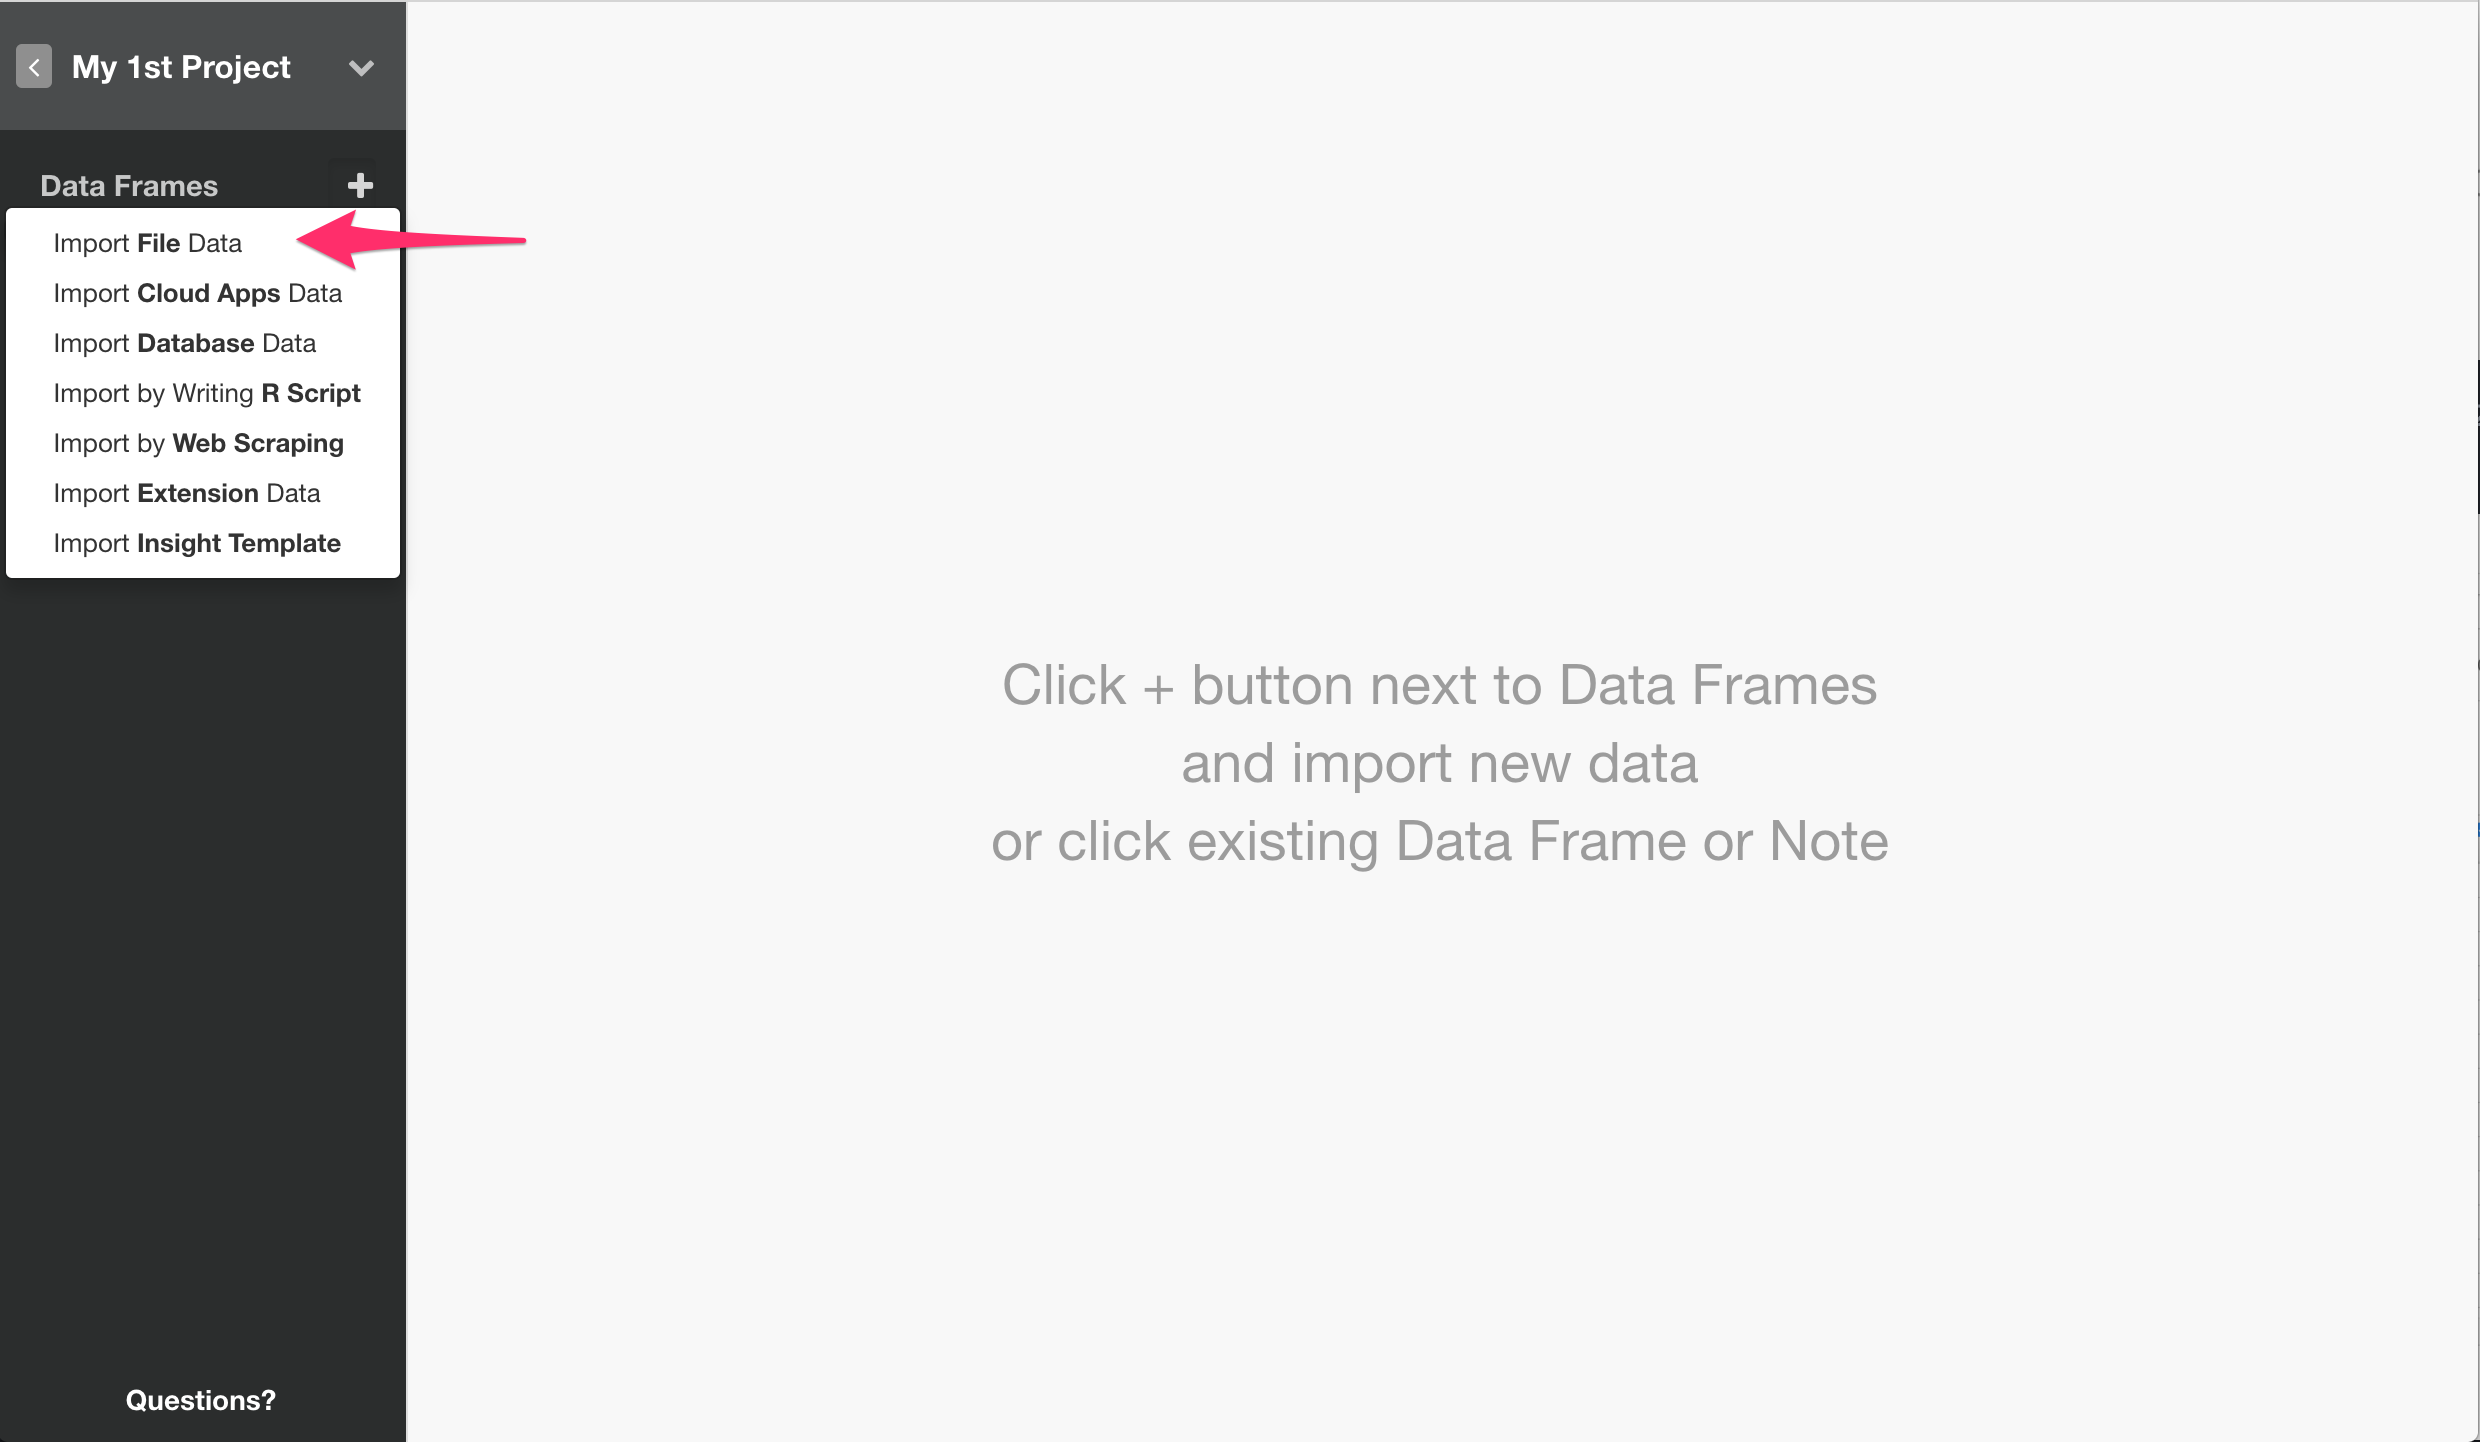 My 1st Project
Data Frames
Import File Data
Import Cloud Apps Data
Import Database Data
Import by Writing R Script
Import by Web Scraping
Import Extension Data
Import Insight Template
Click + button next to Data Frames
and import new data
or click existing Data Frame or Note
Questions?